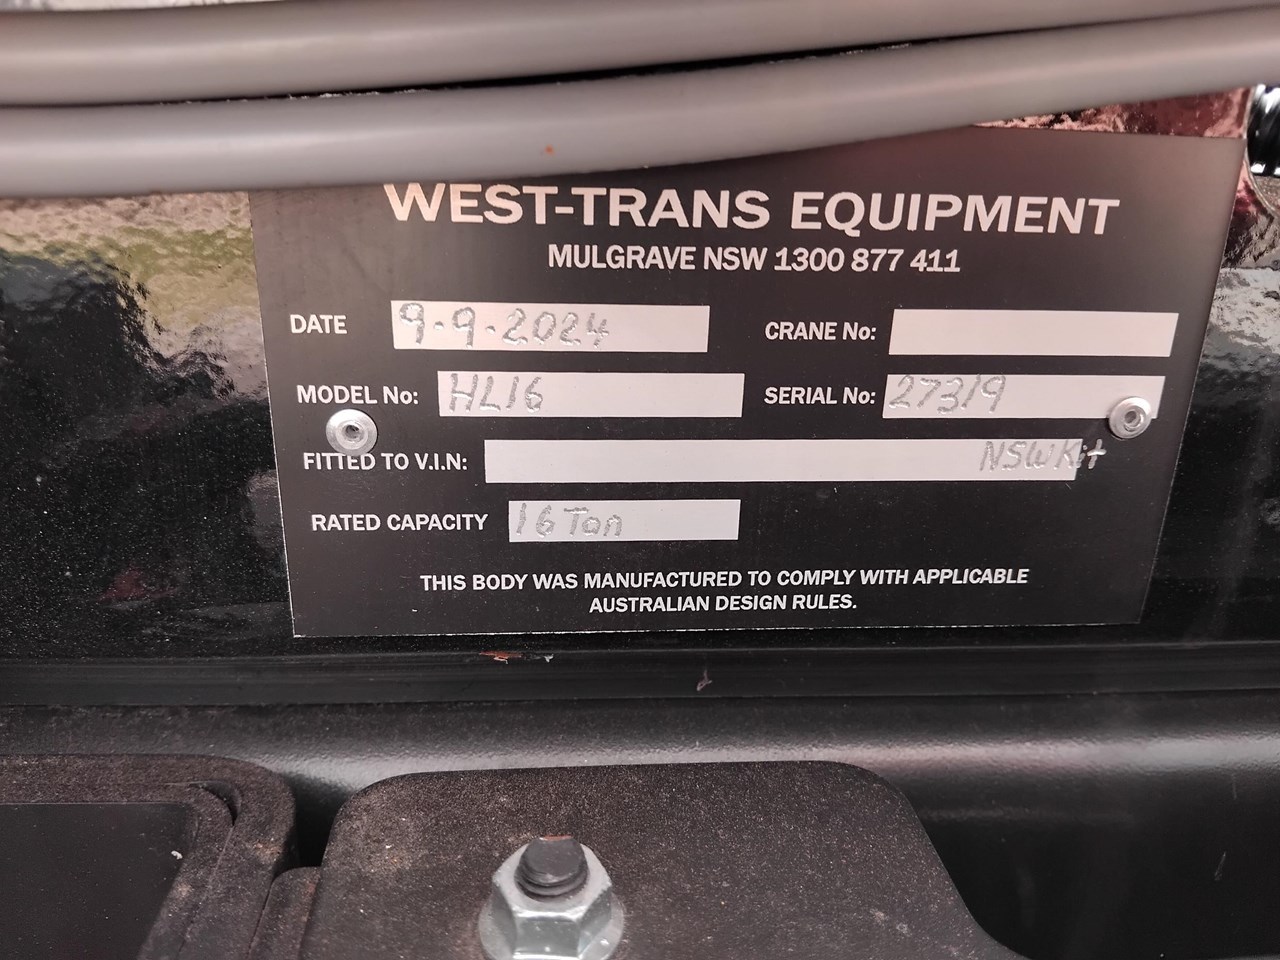 WEST-TRANS EQUIPMENT
MULGRAVE NSW 1300 877 411
DATE 9.9.2024 CRANE No:
MODEL No: HL16 SERIAL No: 27319
FITTED TO V.I.N: NSW Kit
RATED CAPACITY 16 Ton
THIS BODY WAS MANUFACTURED TO COMPLY WITH APPLICABLE
AUSTRALIAN DESIGN RULES.